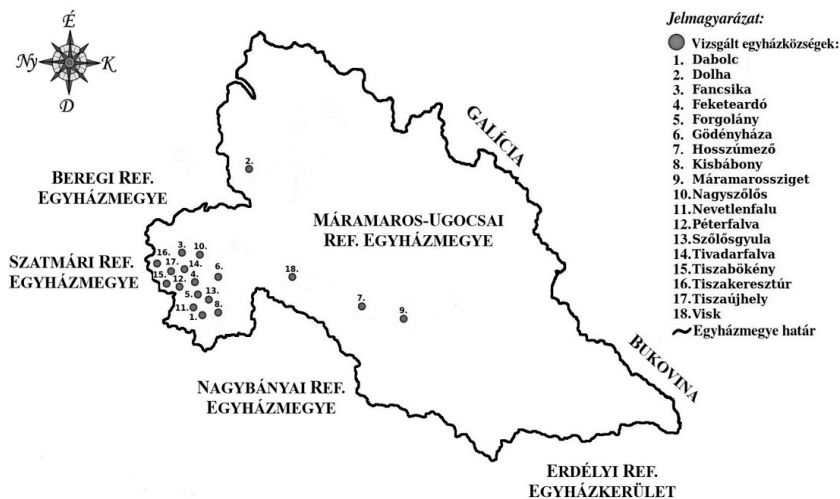 É
Ny
K
D
GALÍCIA
2.
BEREGI REF.
EGYHÁZMEGYE
MÁRAMAROS-UGOCSAI
REF. EGYHÁZMEGYE
SZATMÁRI REF.
EGYHÁZMEGYE
3.
10.
16.
17.
14.
15.
12.
4.
6.
18.
5.
13.
11.
8.
1.
7.
9.
BUKOVINA
NAGYBÁNYAI REF.
EGYHÁZMEGYE
ERDÉLYI REF.
EGYHÁZKERÜLET
Jelmagyarázat:
Vizsgált egyházközségek:
1. Dabolc
2. Dolha
3. Fancsika
4. Feketeardó
5. Forgolány
6. Gödényháza
7. Hosszúmező
8. Kisbábony
9. Máramarossziget
10. Nagyszőlős
11. Nevetlenfalu
12. Péterfalva
13. Szőlősgyula
14. Tivadarfalva
15. Tiszabökény
16. Tiszakeresztúr
17. Tiszaújhely
18. Visk
Egyházmegye határ